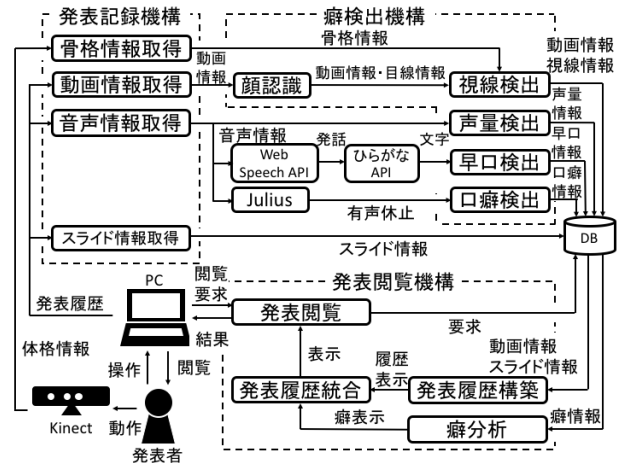 発表記録機構
癖検出機構
骨格情報取得
骨格情報
動画情報
視線情報
動画情報取得
動画
情報
顔認識
動画情報・目線情報
視線検出
音声情報取得
声量検出
声量
情報
音声情報
発話
文字
早口
情報
Web
Speech API
ひらがな
API
早口検出
口癖
情報
Julius
有声休止
口癖検出
スライド情報取得
スライド情報
DB
PC
閲覧
要求
発表閲覧機構
発表履歴
発表閲覧
要求
結果
体格情報
操作
閲覧
表示
履歴
表示
動画情報
スライド情報
発表履歴統合
発表履歴構築
Kinect
動作
発表者
癖表示
癖分析
癖情報